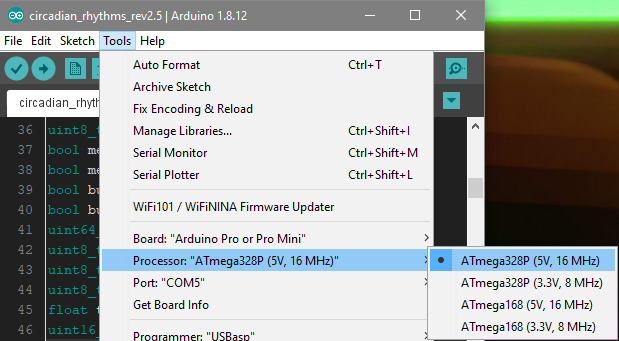 circadian_rhythms_rev2.5 | Arduino 1.8.12
File Edit Sketch Tools Help
Auto Format Ctrl+T
Archive Sketch
circadian_rhyth
Fix Encoding & Reload
36 uint8_t
Manage Libraries... Ctrl+Shift+I
37 bool me
Serial Monitor Ctrl+Shift+M
38 bool me
Serial Plotter Ctrl+Shift+L
39 bool bu
40 bool bu
WiFi101 / WiFiNINA Firmware Updater
41 uint64_
42 uint8_t
Board: "Arduino Pro or Pro Mini"
43 uint8_t
Processor: "ATmega328P (5V, 16 MHz)"
ATmega328P (5V, 16 MHz)
44 uint8_t
Port: "COM5"
ATmega328P (3.3V, 8 MHz)
45 float t
Get Board Info
ATmega168 (5V, 16 MHz)
46 uint16_
Programmer: "USBasp"
ATmega168 (3.3V, 8 MHz)